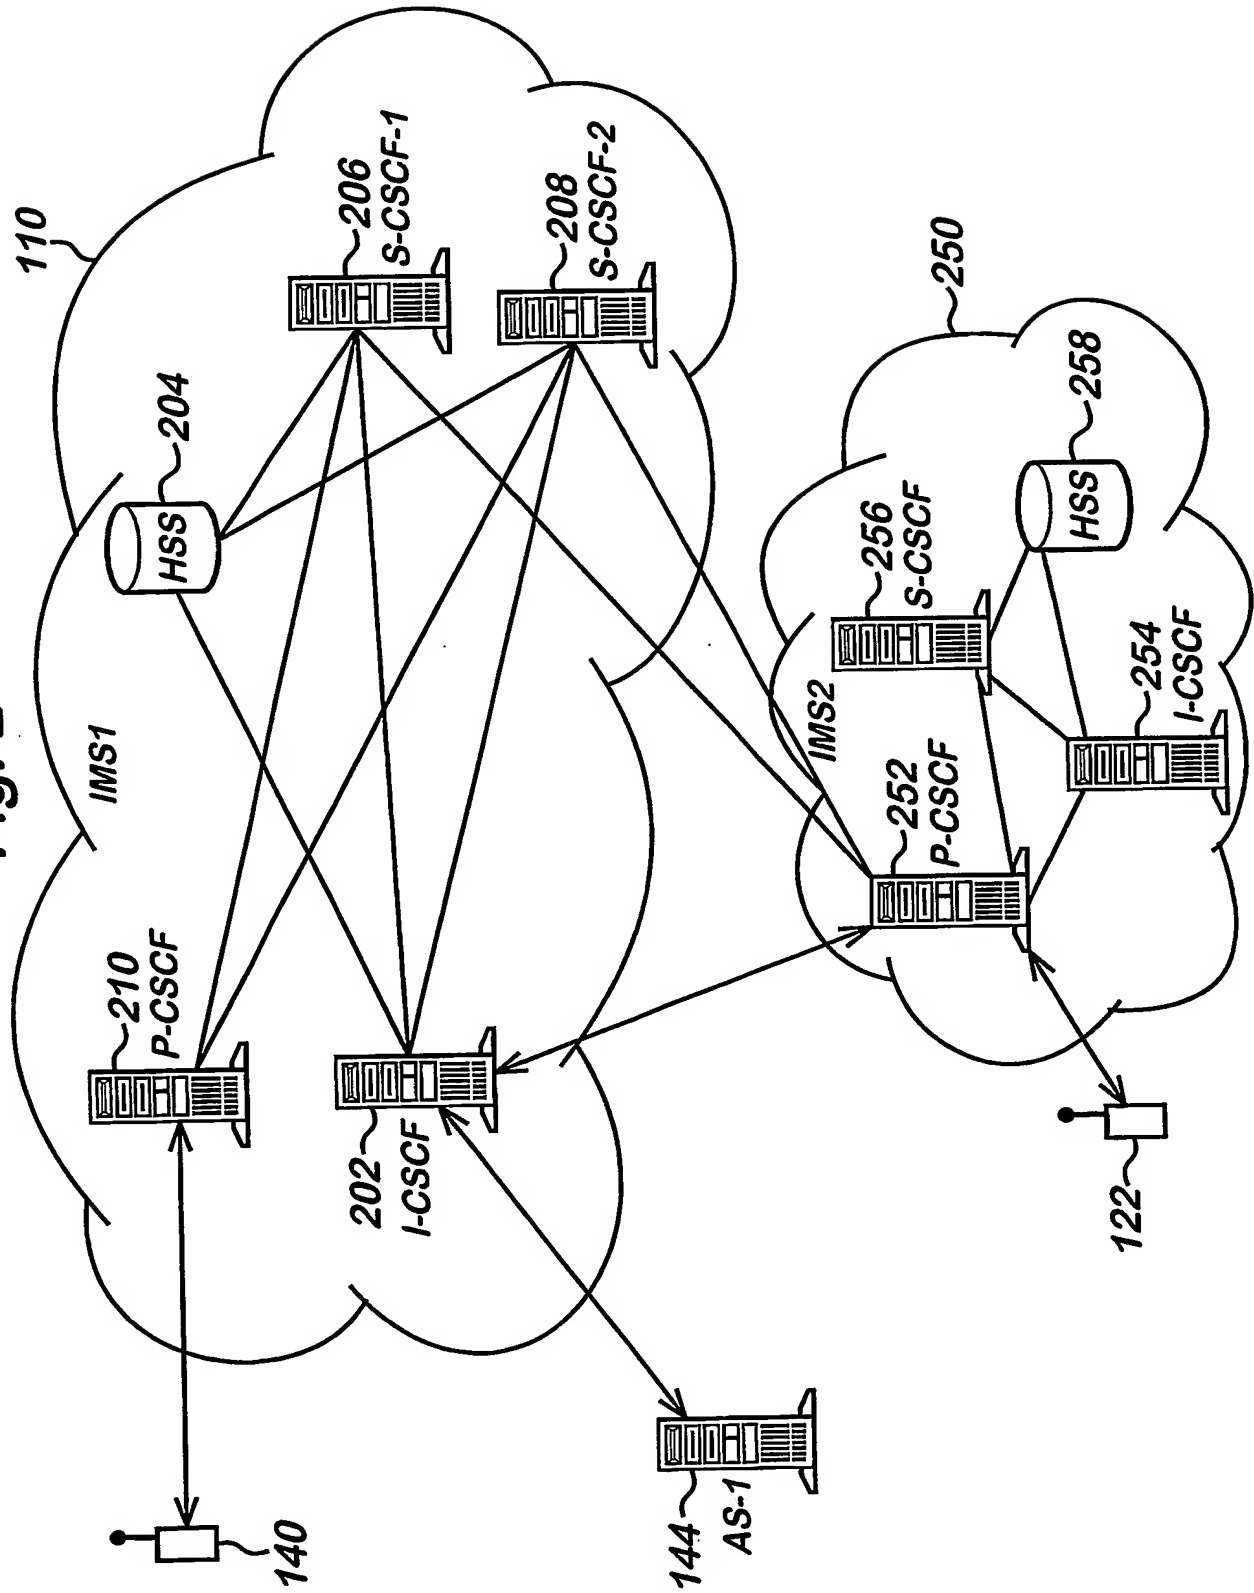 110
IMS1
HSS
204
206
S-CSCF-1
208
S-CSCF-2
210
P-CSCF
202
I-CSCF
140
144
AS-1
250
IMS2
256
S-CSCF
258
HSS
252
P-CSCF
254
I-CSCF
122